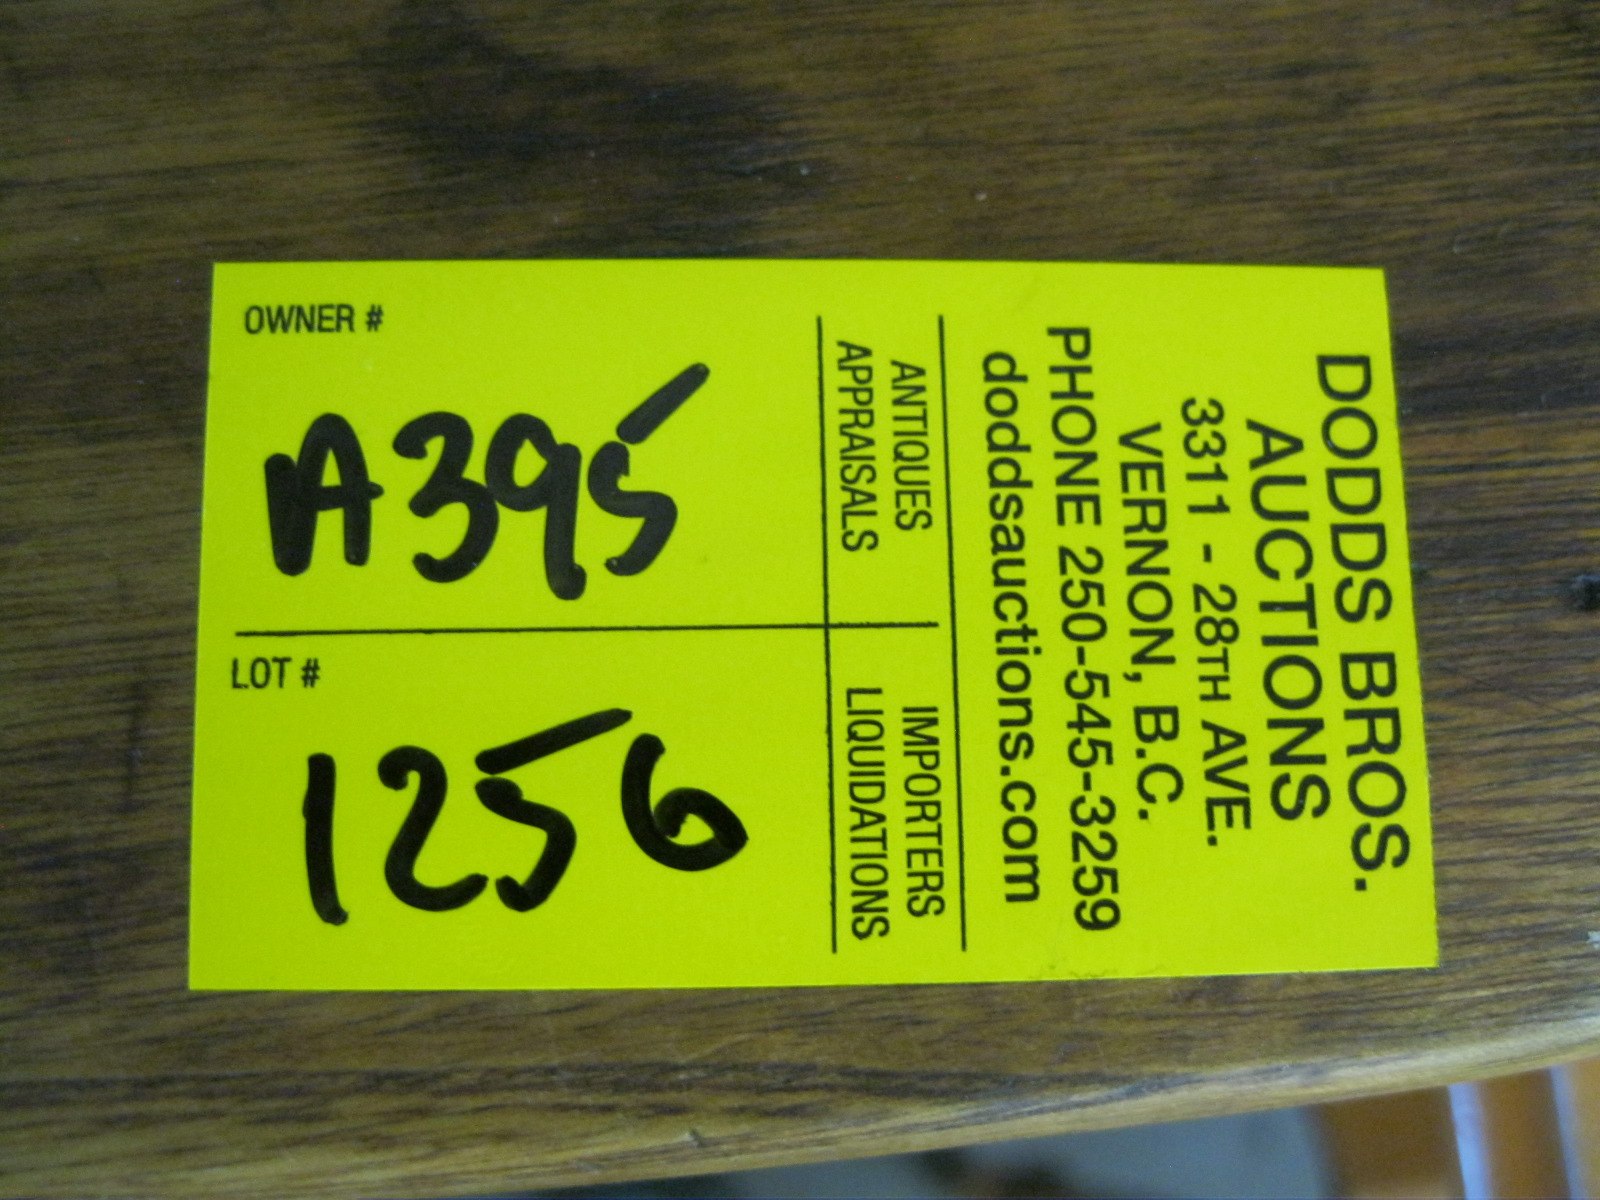 OWNER #
A395
LOT #
1256
DODDS BROS.
AUCTIONS
3311 - 28TH AVE.
VERNON, B.C.
PHONE 250-545-3259
doddsauctions.com
ANTIQUES
APPRAISALS
IMPORTERS
LIQUIDATIONS